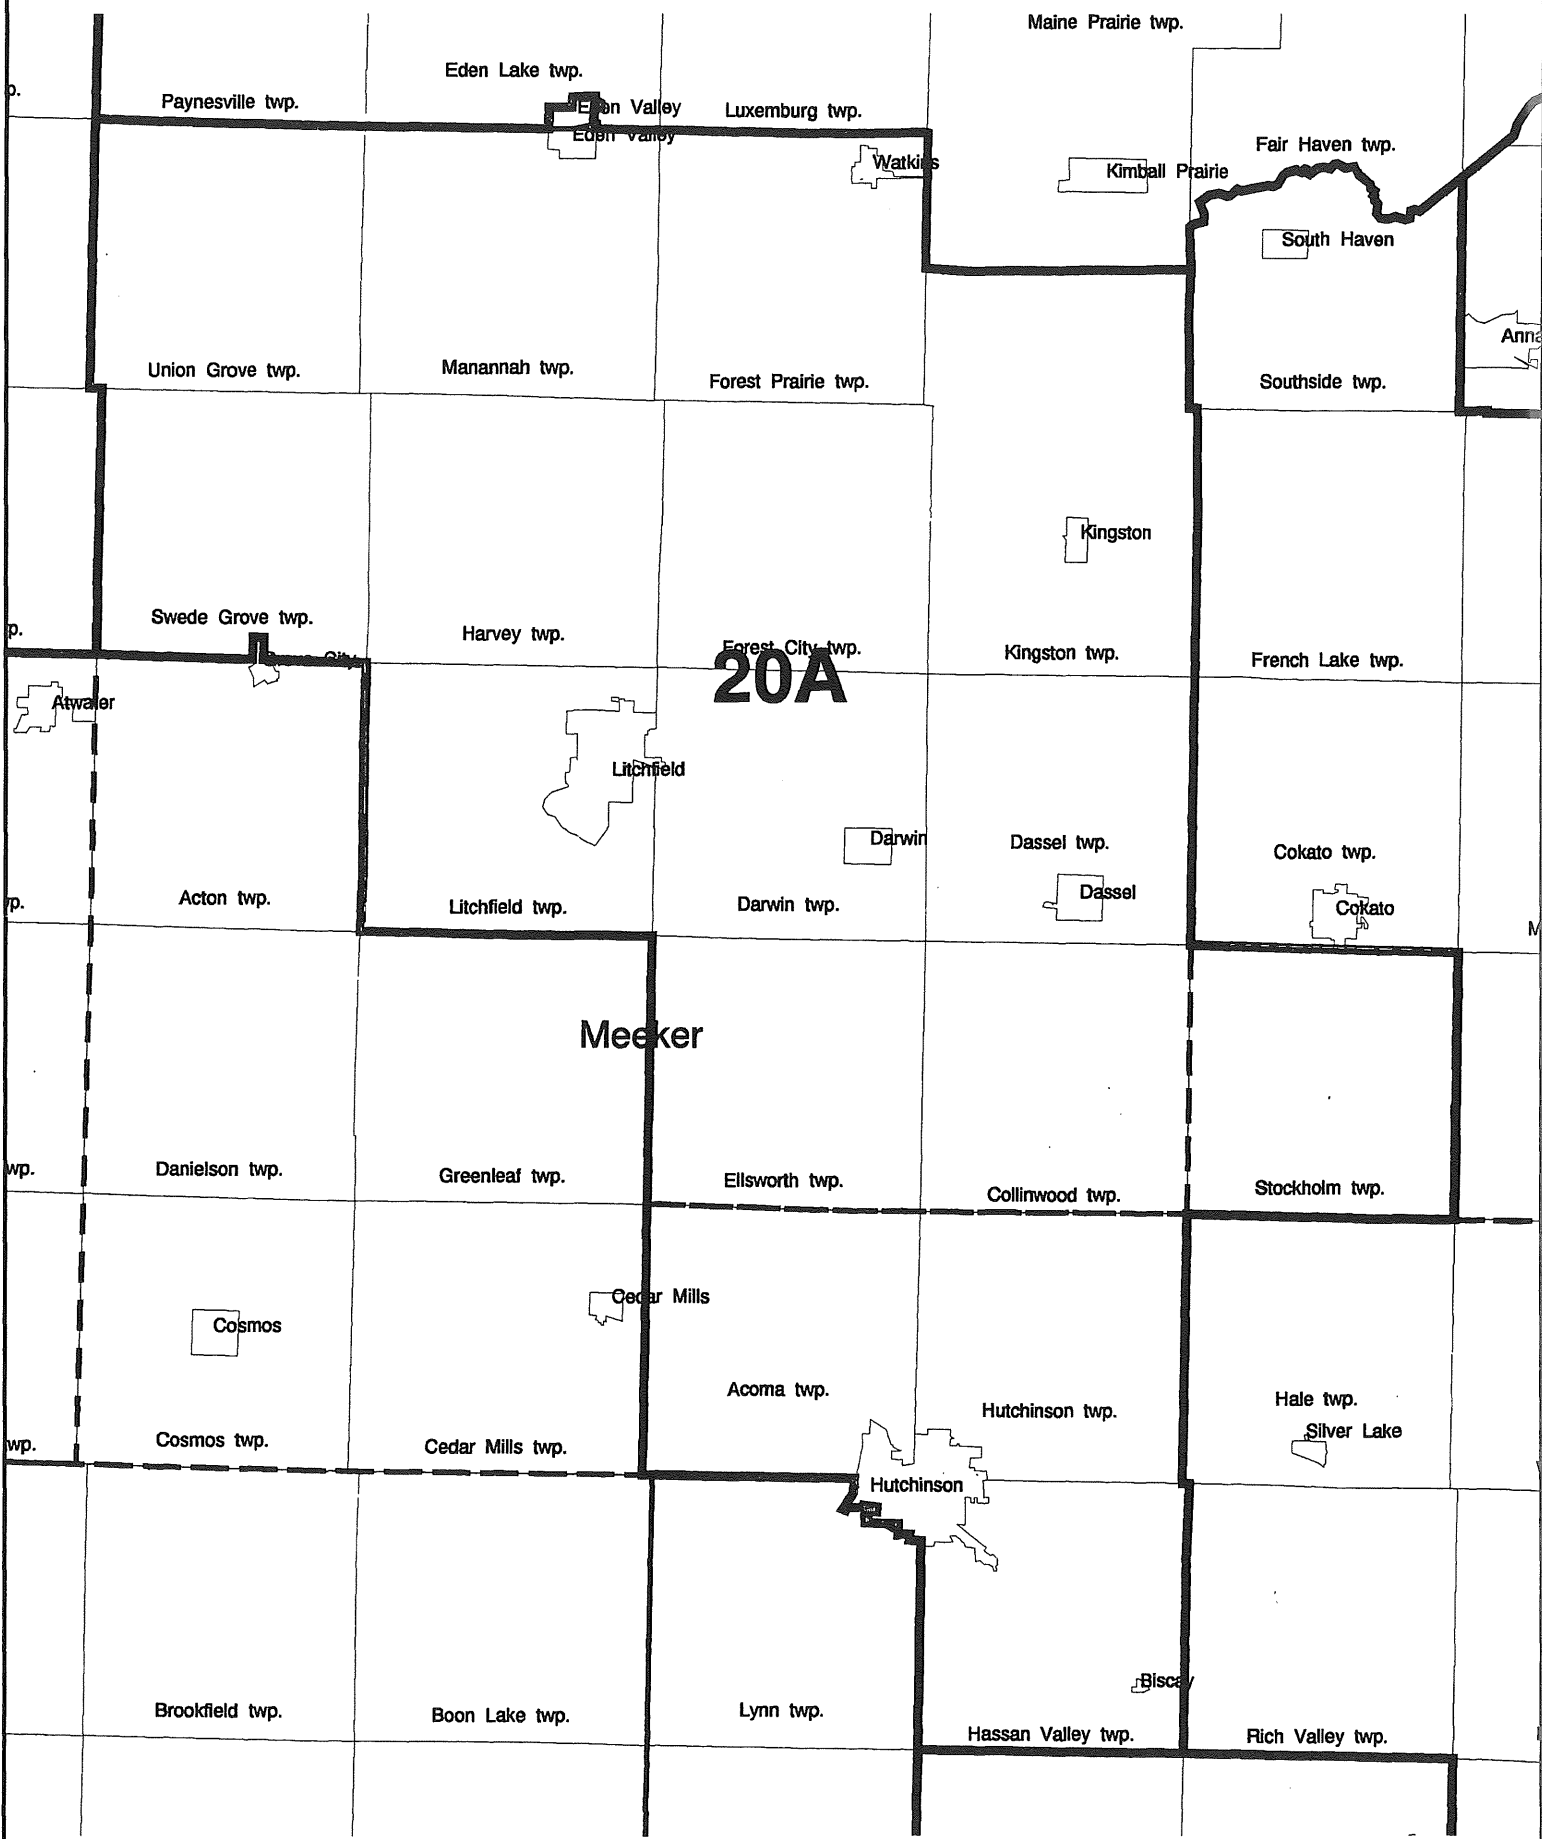 Maine Prairie twp.
Eden Lake twp.
p.
Paynesville twp.
Eden Valley
Luxemburg twp.
Eden Valley
Fair Haven twp.
Watkins
Kimball Prairie
South Haven
Anna
Union Grove twp.
Manannah twp.
Forest Prairie twp.
Southside twp.
Kingston
Swede Grove twp.
p.
Harvey twp.
Forest City twp.
Kingston twp.
French Lake twp.
20A
Atwater
Litchfield
Darwin
Dassel twp.
Cokato twp.
Dassel
Acton twp.
p.
Litchfield twp.
Darwin twp.
Cokato
M
Meeker
wp.
Danielson twp.
Greenleaf twp.
Ellsworth twp.
Collinwood twp.
Stockholm twp.
Cedar Mills
Cosmos
Acoma twp.
Hutchinson twp.
Hale twp.
Silver Lake
wp.
Cosmos twp.
Cedar Mills twp.
Hutchinson
Biscay
Brookfield twp.
Boon Lake twp.
Lynn twp.
Hassan Valley twp.
Rich Valley twp.